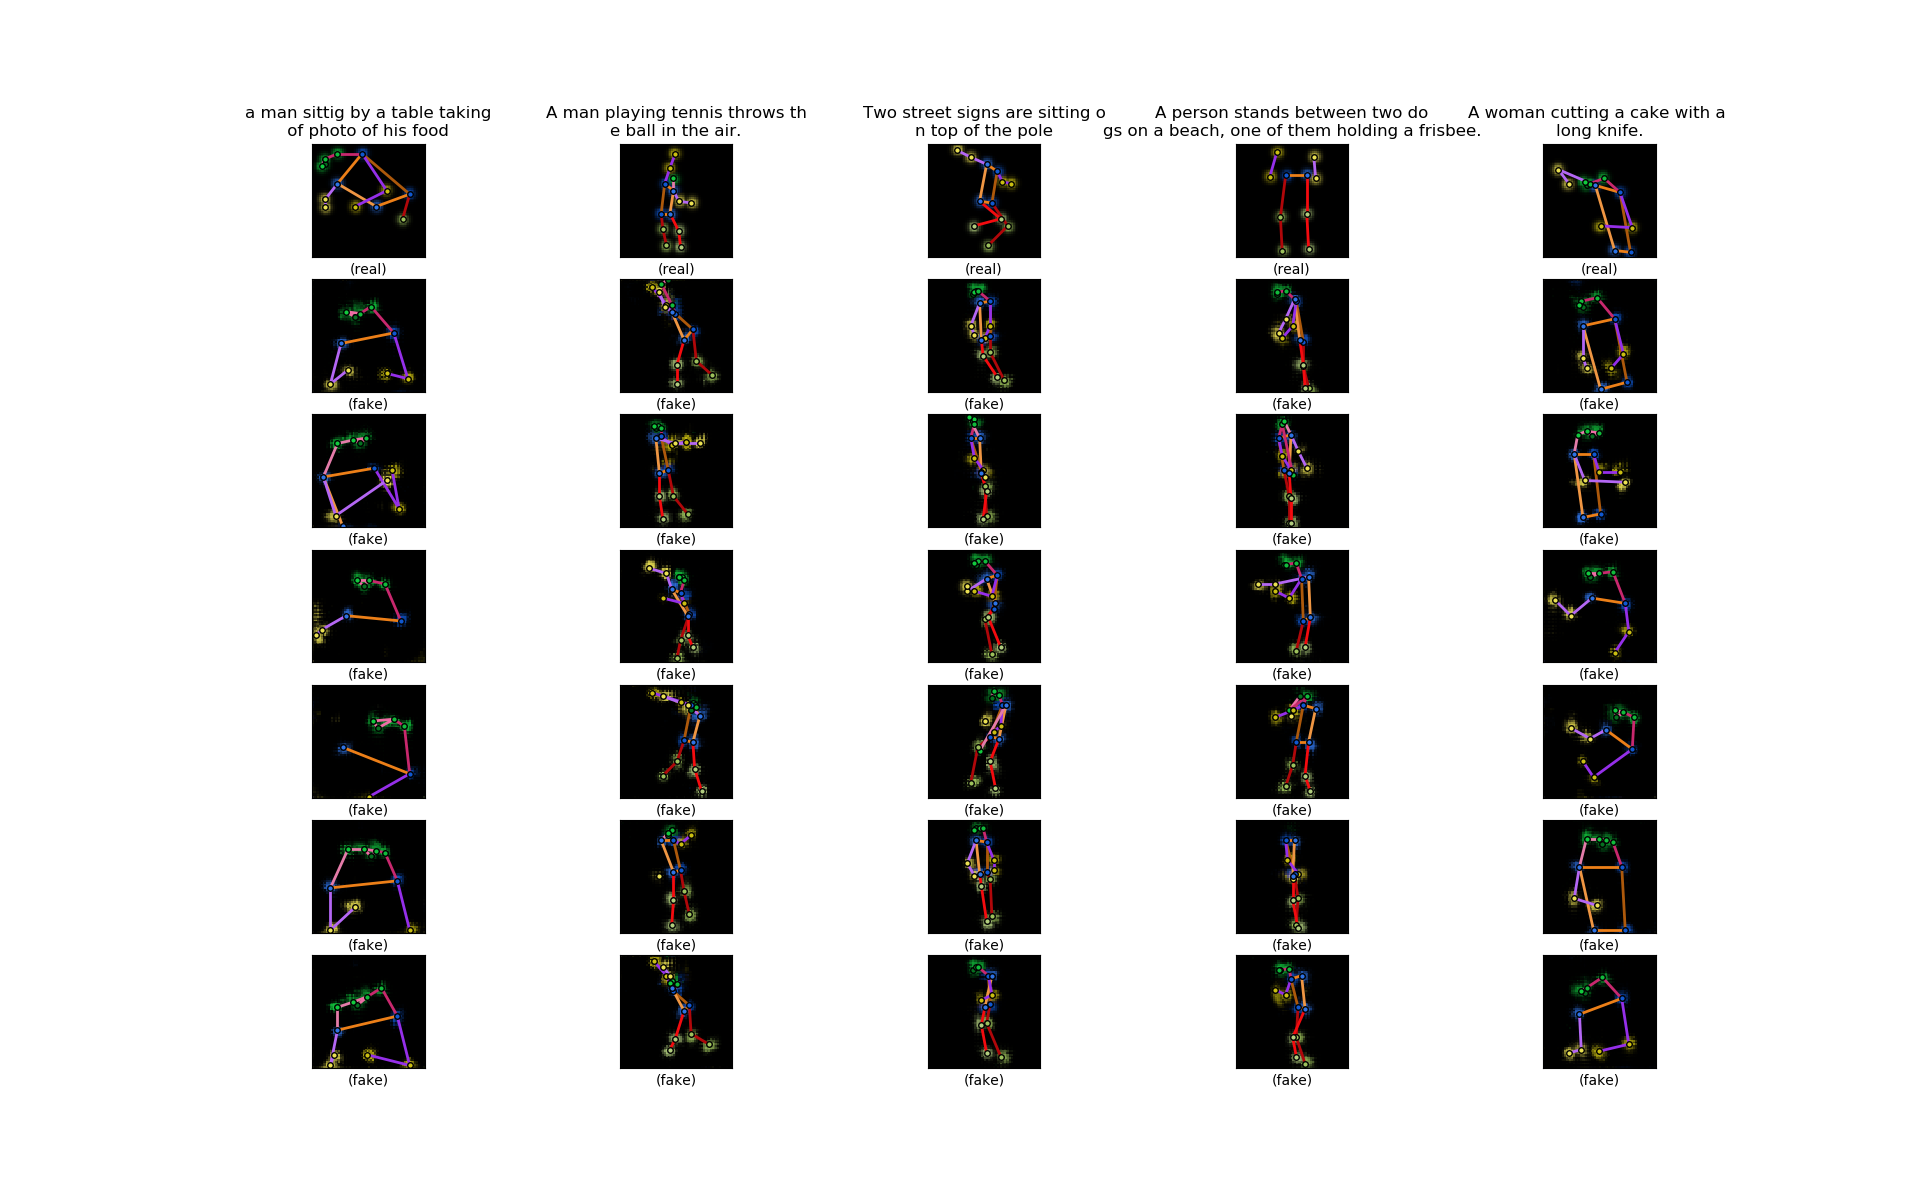 a man sittig by a table taking
of photo of his food
A man playing tennis throws th
e ball in the air.
Two street signs are sitting o
n top of the pole
A person stands between two do
gs on a beach, one of them holding a frisbee.
A woman cutting a cake with a
long knife.
(real) (real) (real) (real) (real)
(fake) (fake) (fake) (fake) (fake)
(fake) (fake) (fake) (fake) (fake)
(fake) (fake) (fake) (fake) (fake)
(fake) (fake) (fake) (fake) (fake)
(fake) (fake) (fake) (fake) (fake)
(fake) (fake) (fake) (fake) (fake)